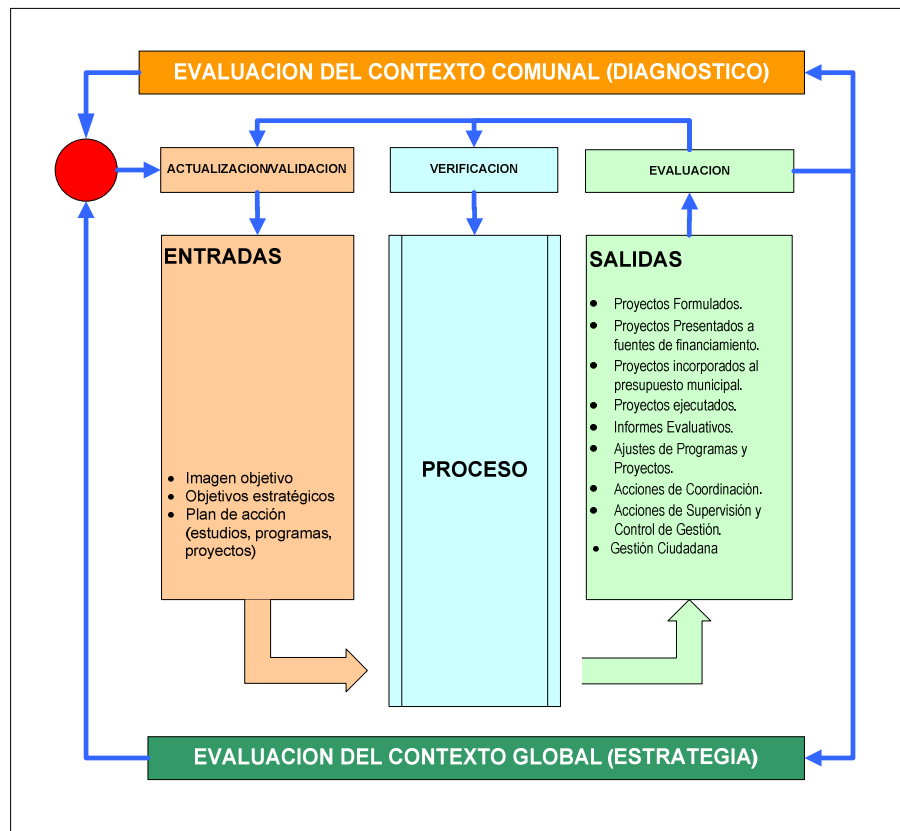 EVALUACION DEL CONTEXTO COMUNAL (DIAGNOSTICO)
ACTUALIZACION/VALIDACION
VERIFICACION
EVALUACION
ENTRADAS
Imagen objetivo
Objetivos estratégicos
Plan de acción
(estudios, programas,
proyectos)
PROCESO
SALIDAS
Proyectos Formulados.
Proyectos Presentados a
fuentes de financiamiento.
Proyectos incorporados al
presupuesto municipal.
Proyectos ejecutados.
Informes Evaluativos.
Ajustes de Programas y
Proyectos.
Acciones de Coordinación.
Acciones de Supervisión y
Control de Gestión.
Gestión Ciudadana
EVALUACION DEL CONTEXTO GLOBAL (ESTRATEGIA)